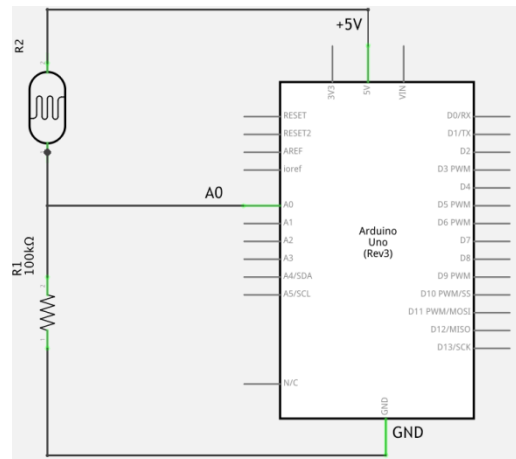 +5V
R2
3V3
5V
VIN
RESET
RESET2
AREF
ioref
A0
A0
A1
A2
A3
A4/SDA
A5/SCL
N/C
Arduino
Uno
(Rev3)
D0/RX
D1/TX
D2
D3 PWM
D4
D5 PWM
D6 PWM
D7
D8
D9 PWM
D10 PWM/SS
D11 PWM/MOSI
D12/MISO
D13/SCK
R1
100kΩ
GND
GND